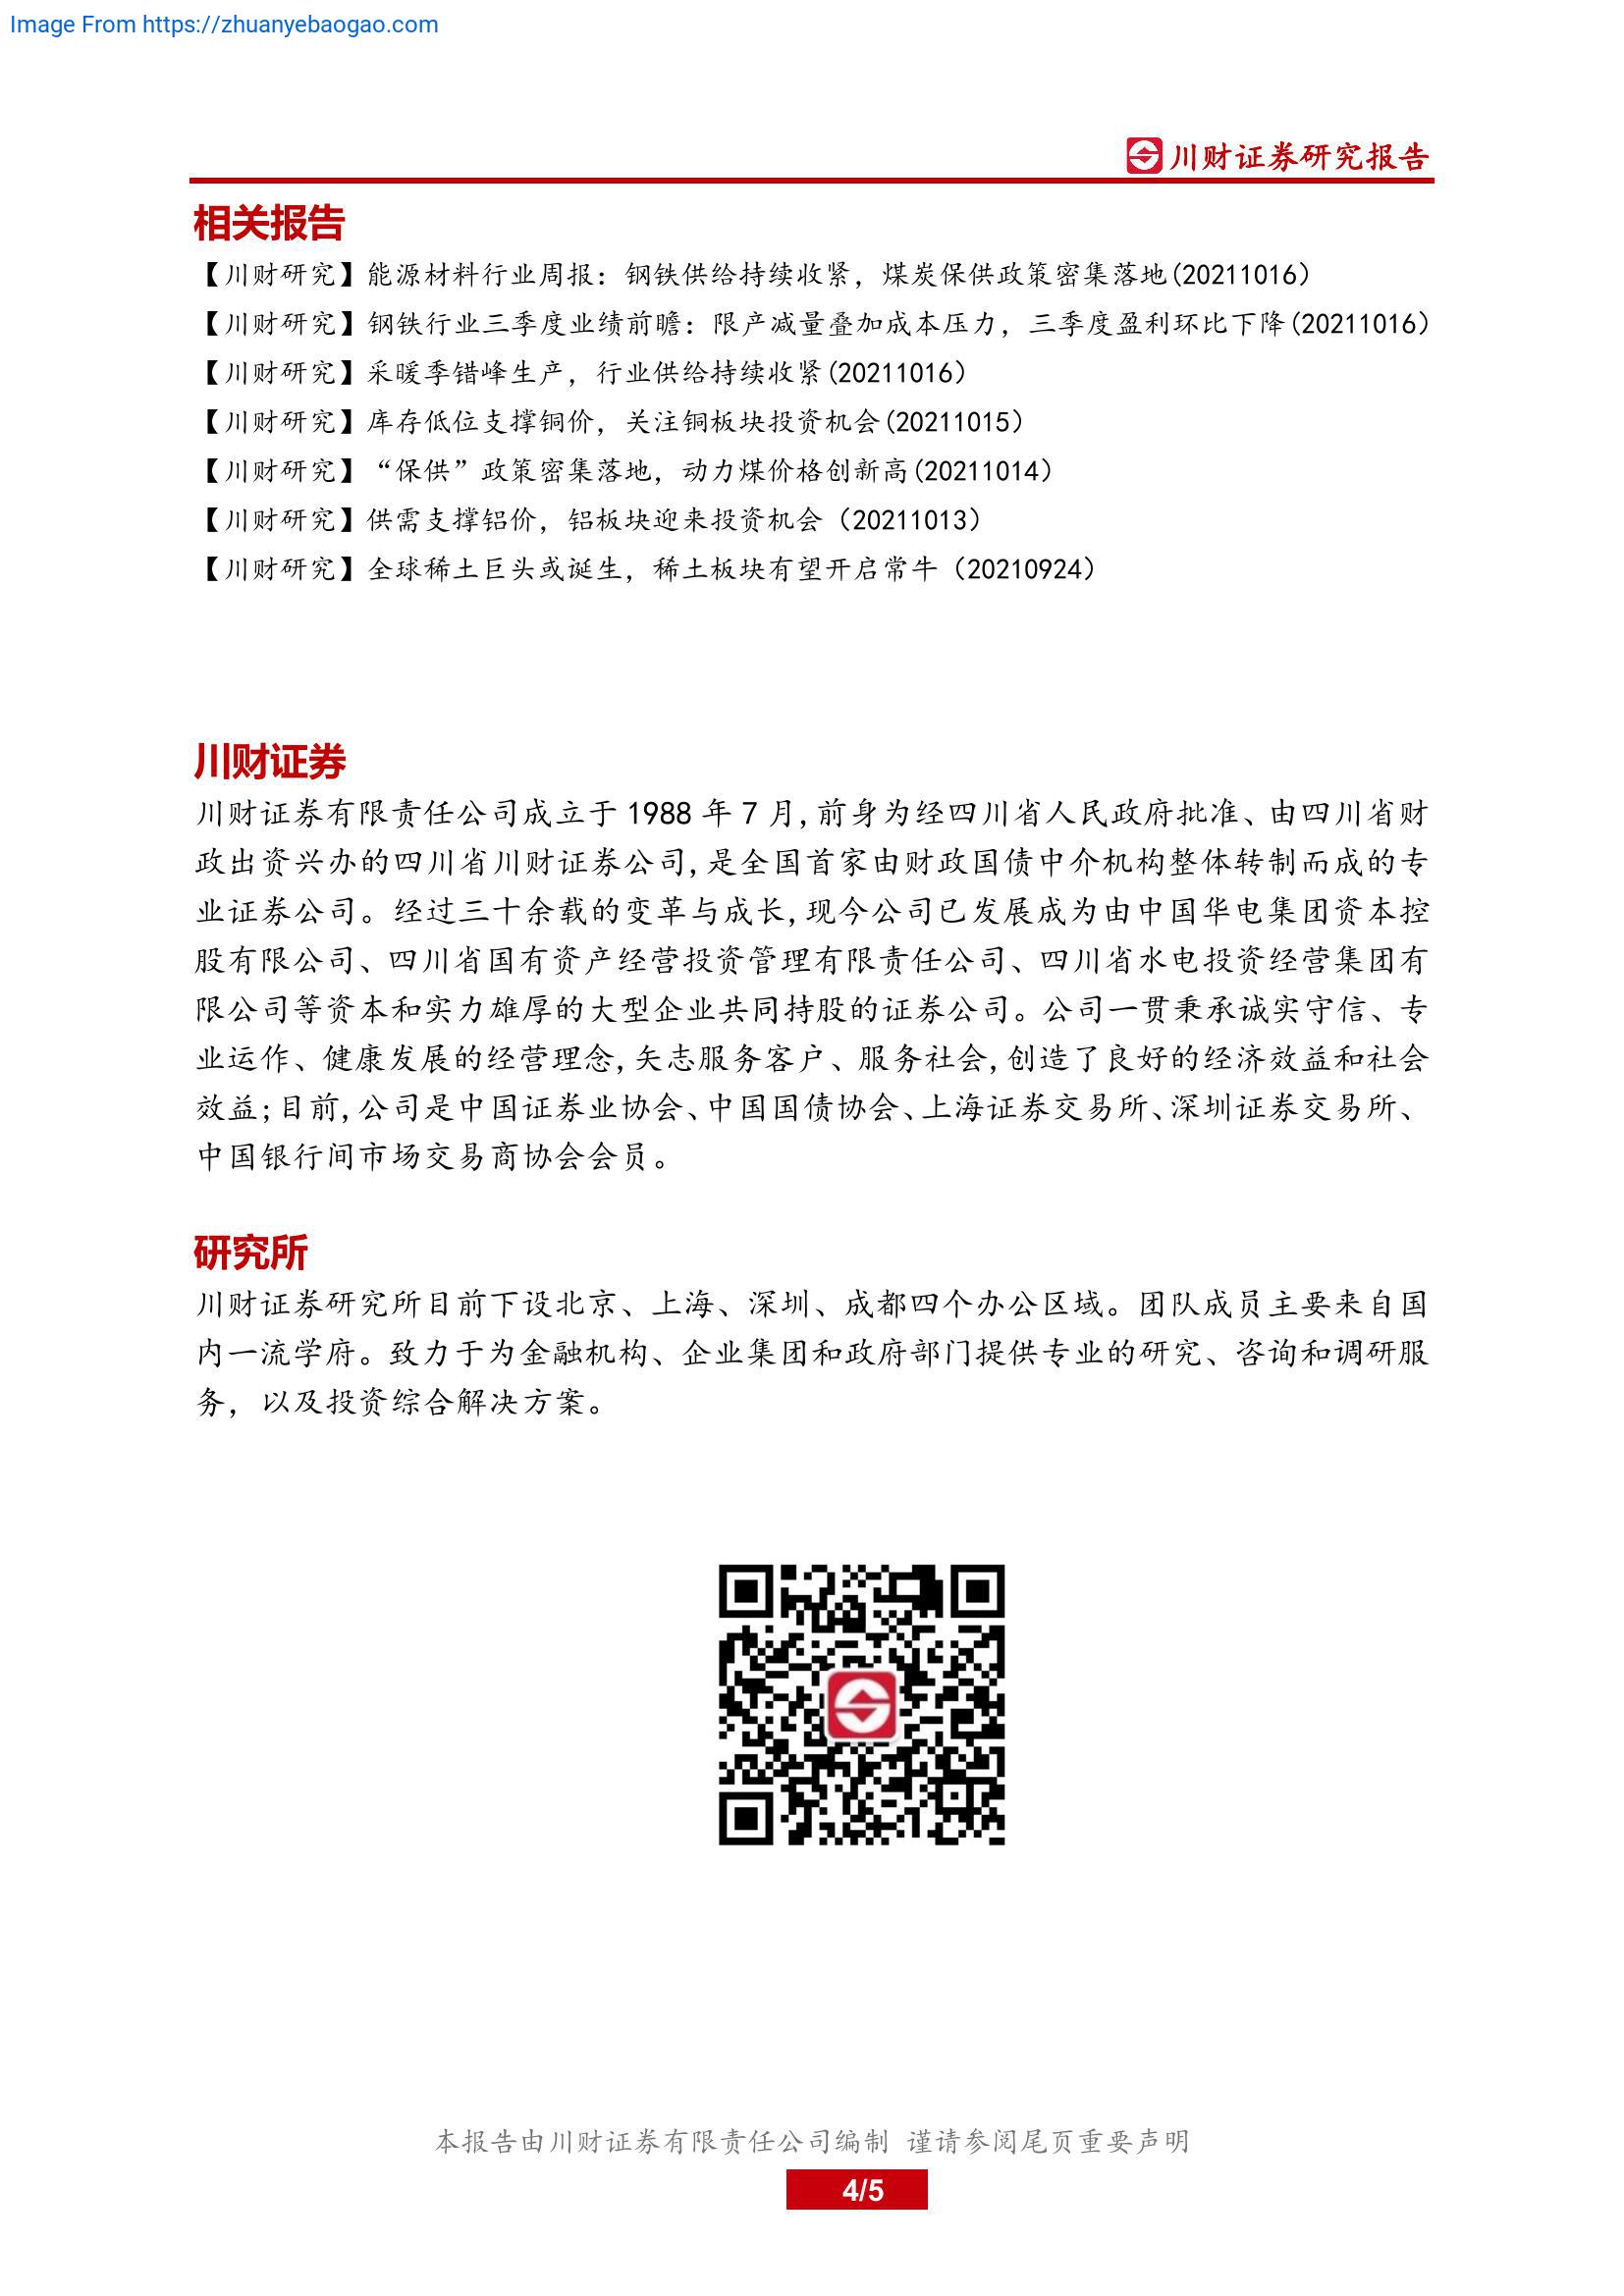 Image From https://zhuanyebaogao.com
川财证券研究报告
相关报告
【川财研究】能源材料行业周报：钢铁供给持续收紧，煤炭保供政策密集落地(20211016）
【川财研究】钢铁行业三季度业绩前瞻：限产减量叠加成本压力，三季度盈利环比下降(20211016）
【川财研究】采暖季错峰生产，行业供给持续收紧(20211016）
【川财研究】库存低位支撑铜价，关注铜板块投资机会(20211015）
【川财研究】“保供”政策密集落地，动力煤价格创新高(20211014）
【川财研究】供需支撑铝价，铝板块迎来投资机会（20211013）
【川财研究】全球稀土巨头或诞生，稀土板块有望开启常牛（20210924）
川财证券
川财证券有限责任公司成立于 1988 年 7 月,前身为经四川省人民政府批准、由四川省财
政出资兴办的四川省川财证券公司,是全国首家由财政国债中介机构整体转制而成的专
业证券公司。经过三十余载的变革与成长,现今公司已发展成为由中国华电集团资本控
股有限公司、四川省国有资产经营投资管理有限责任公司、四川省水电投资经营集团有
限公司等资本和实力雄厚的大型企业共同持股的证券公司。公司一贯秉承诚实守信、专
业运作、健康发展的经营理念,矢志服务客户、服务社会,创造了良好的经济效益和社会
效益;目前,公司是中国证券业协会、中国国债协会、上海证券交易所、深圳证券交易所、
中国银行间市场交易商协会会员。
研究所
川财证券研究所目前下设北京、上海、深圳、成都四个办公区域。团队成员主要来自国
内一流学府。致力于为金融机构、企业集团和政府部门提供专业的研究、咨询和调研服
务，以及投资综合解决方案。
本报告由川财证券有限责任公司编制 谨请参阅尾页重要声明
4/5